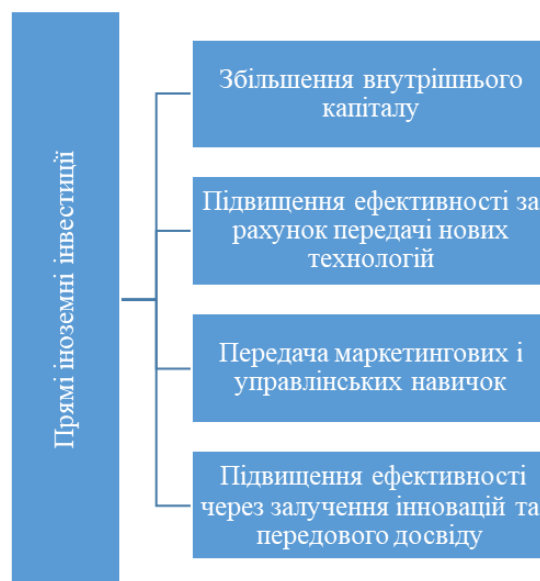 Прямі іноземні інвестиції
Збільшення внутрішнього
капіталу
Підвищення ефективності за
рахунок передачі нових
технологій
Передача маркетингових і
управлінських навичок
Підвищення ефективності
через залучення інновацій та
передового досвіду